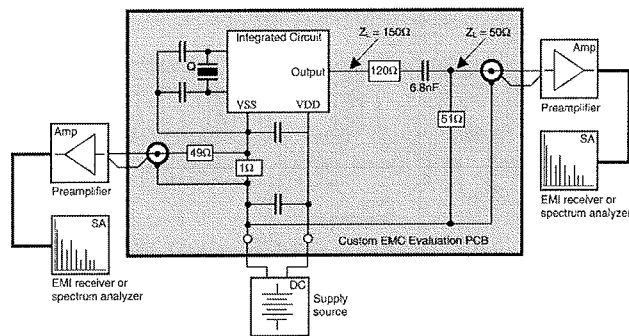 Z_L = 150Ω
Z_L = 50Ω
Integrated Circuit
Q
Output
120Ω
6.8nF
51Ω
VSS
VDD
Amp
Preamplifier
SA
EMI receiver or
spectrum analyzer
Amp
Preamplifier
49Ω
1Ω
SA
EMI receiver or
spectrum analyzer
Custom EMC Evaluation PCB
DC
Supply
source